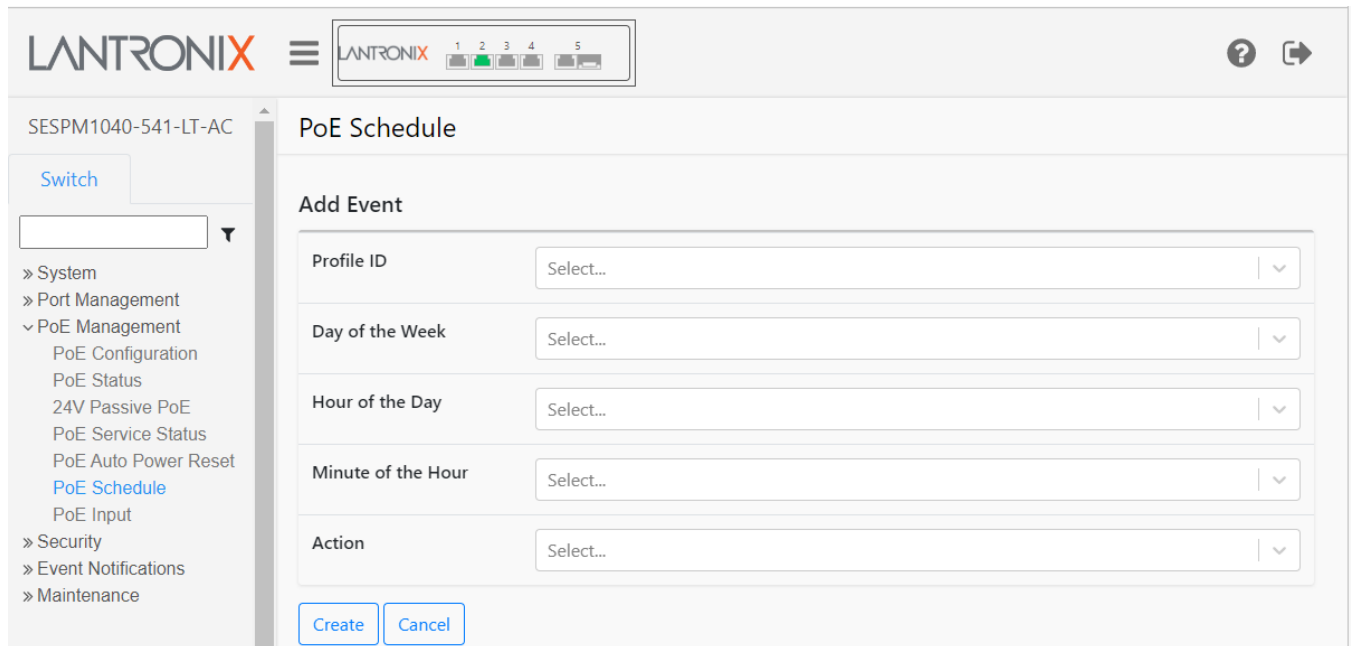 LANTRONIX
LANTRONIX 1 2 3 4 5
SESPM1040-541-LT-AC
Switch
» System
» Port Management
PoE Management
PoE Configuration
PoE Status
24V Passive PoE
PoE Service Status
PoE Auto Power Reset
PoE Schedule
PoE Input
» Security
» Event Notifications
» Maintenance
PoE Schedule
Add Event
Profile ID Select...
Day of the Week Select...
Hour of the Day Select...
Minute of the Hour Select...
Action Select...
Create Cancel